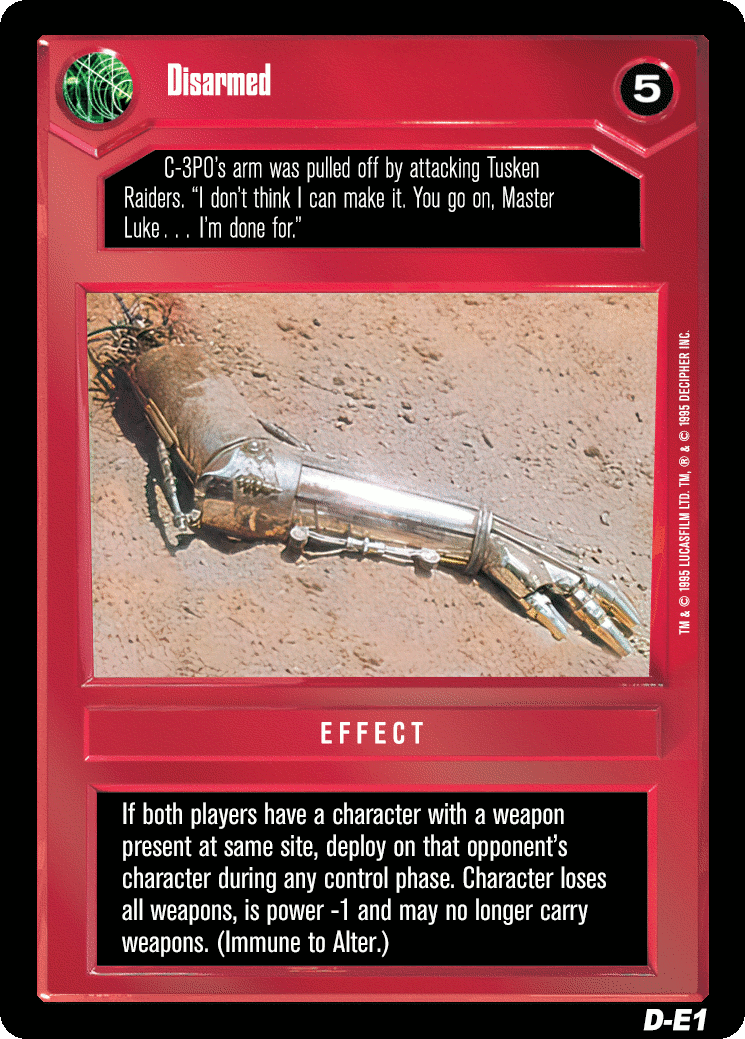 Disarmed
5
C-3PO's arm was pulled off by attacking Tusken
Raiders. “I don't think I can make it. You go on, Master
Luke . . . I'm done for.”
TM & © 1995 LUCASFILM LTD. TM, ® & © 1995 DECIPHER INC.
EFFECT
If both players have a character with a weapon
present at same site, deploy on that opponent's
character during any control phase. Character loses
all weapons, is power -1 and may no longer carry
weapons. (Immune to Alter.)
D-E1